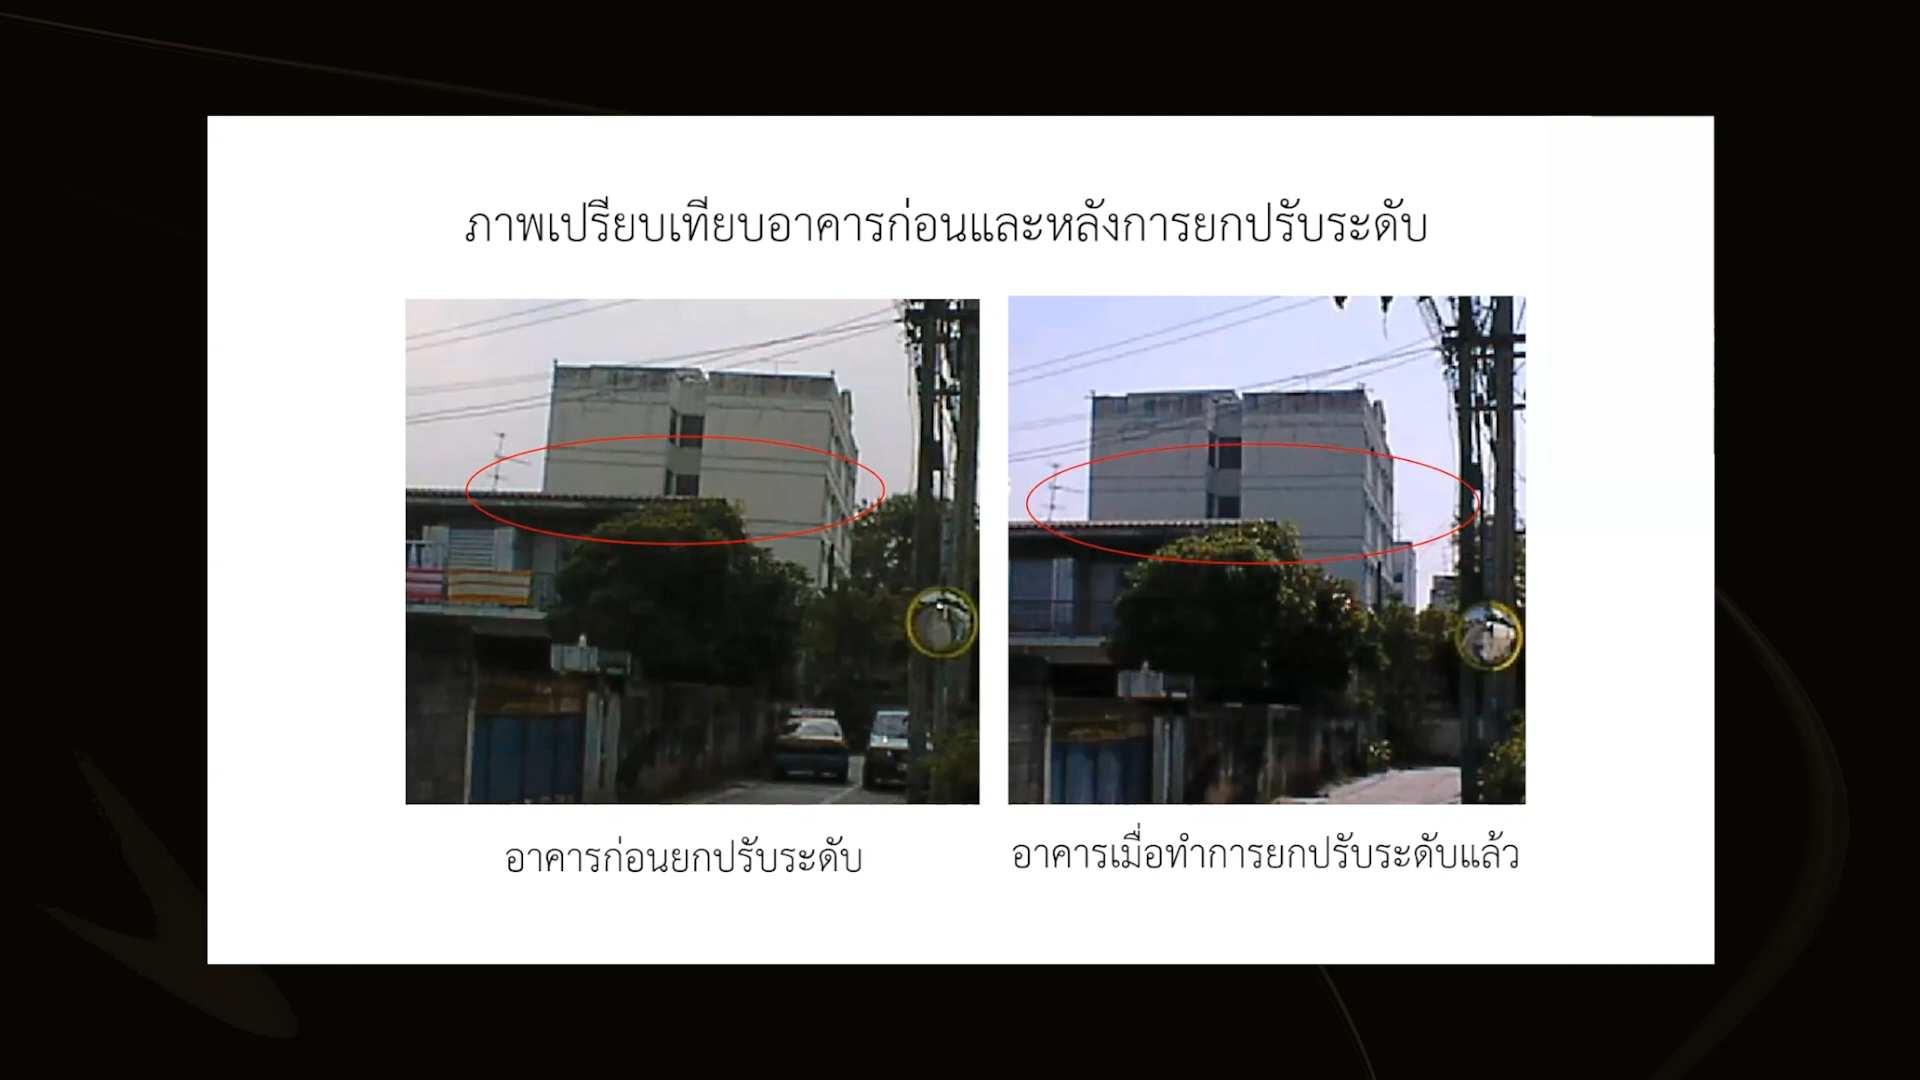 ภาพเปรียบเทียบอาคารก่อนและหลังการยกปรับระดับ
อาคารก่อนยกปรับระดับ
อาคารเมื่อทำการยกปรับระดับแล้ว